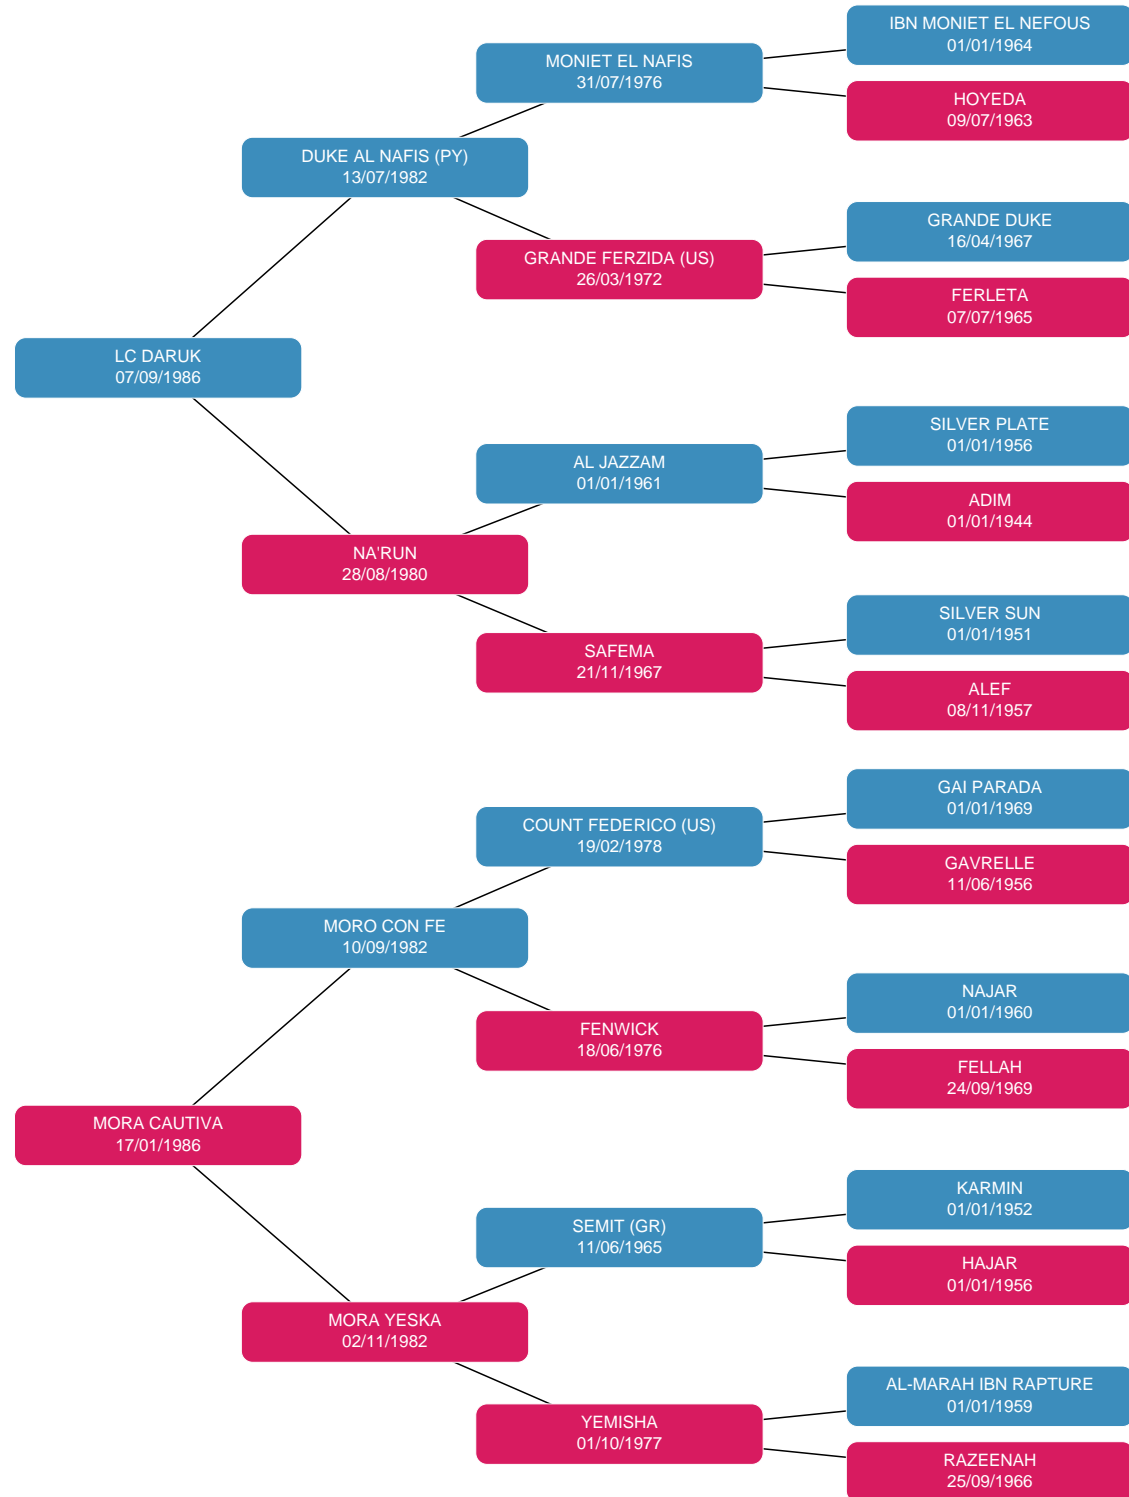 IBN MONIET EL NEFOUS
01/01/1964
MONIET EL NAFIS
31/07/1976
HOYEDA
09/07/1963
DUKE AL NAFIS (PY)
13/07/1982
GRANDE DUKE
16/04/1967
GRANDE FERZIDA (US)
26/03/1972
FERLETA
07/07/1965
LC DARUK
07/09/1986
SILVER PLATE
01/01/1956
AL JAZZAM
01/01/1961
ADIM
01/01/1944
NA'RUN
28/08/1980
SILVER SUN
01/01/1951
SAFEMA
21/11/1967
ALEF
08/11/1957
GAI PARADA
01/01/1969
COUNT FEDERICO (US)
19/02/1978
GAVRELLE
11/06/1956
MORO CON FE
10/09/1982
NAJAR
01/01/1960
FENWICK
18/06/1976
FELLAH
24/09/1969
MORA CAUTIVA
17/01/1986
KARMIN
01/01/1952
SEMIT (GR)
11/06/1965
HAJAR
01/01/1956
MORA YESKA
02/11/1982
AL-MARAH IBN RAPTURE
01/01/1959
YEMISHA
01/10/1977
RAZEENAH
25/09/1966